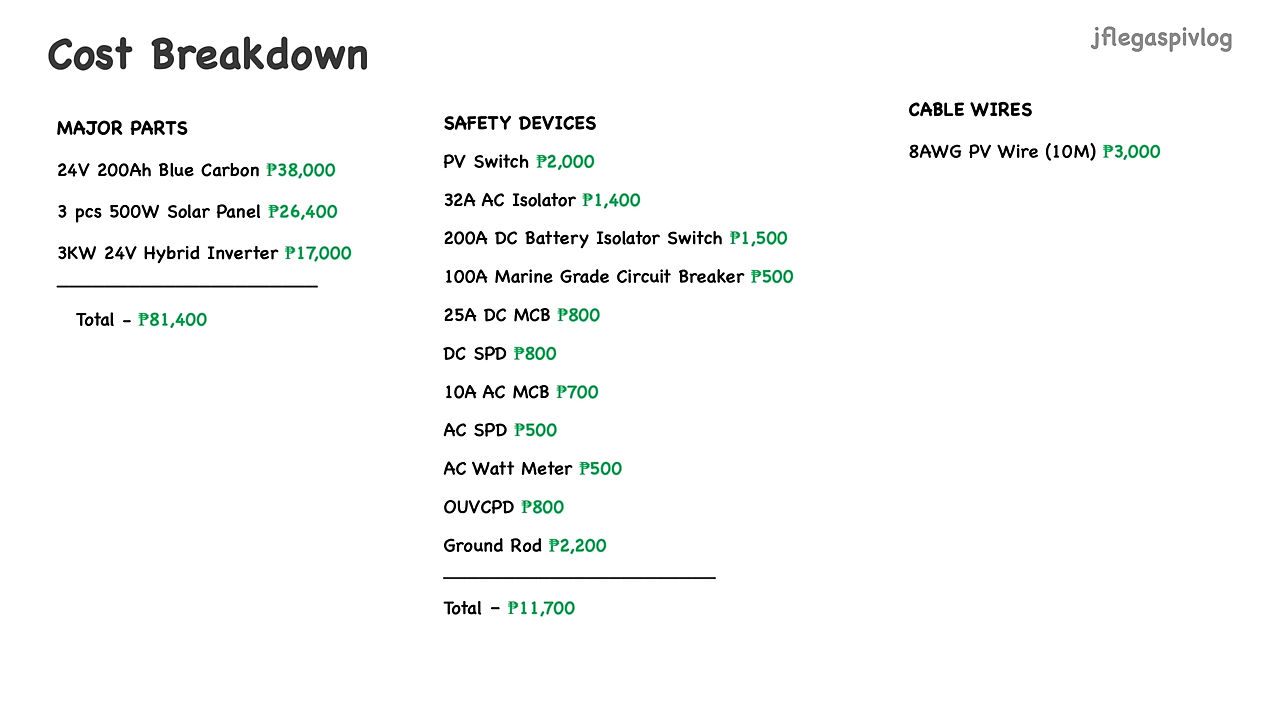 Cost Breakdown
jflegaspivlog
MAJOR PARTS
24V 200Ah Blue Carbon ₱38,000
3 pcs 500W Solar Panel ₱26,400
3KW 24V Hybrid Inverter ₱17,000
Total - ₱81,400
SAFETY DEVICES
PV Switch ₱2,000
32A AC Isolator ₱1,400
200A DC Battery Isolator Switch ₱1,500
100A Marine Grade Circuit Breaker ₱500
25A DC MCB ₱800
DC SPD ₱800
10A AC MCB ₱700
AC SPD ₱500
AC Watt Meter ₱500
OUVCPD ₱800
Ground Rod ₱2,200
Total - ₱11,700
CABLE WIRES
8AWG PV Wire (10M) ₱3,000